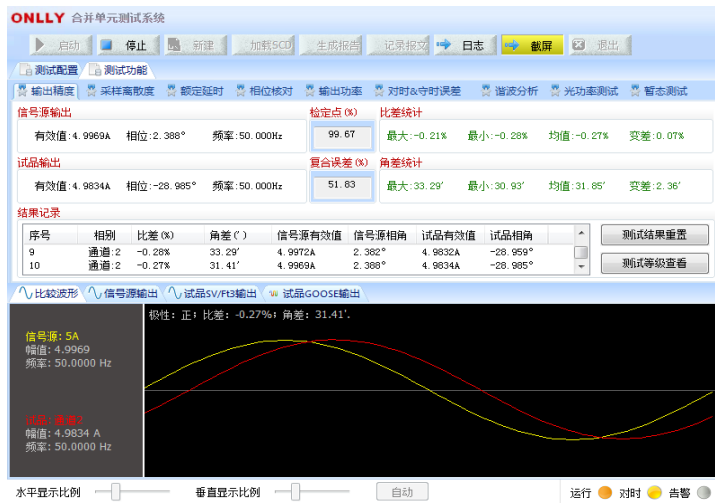 ONLLY 合并单元测试系统
启动 停止 新建 加载SCD 生成报告 记录报文 日志 截屏 退出
测试配置 测试功能
输出精度 采样离散度 额定延时 相位核对 输出功率 对时&守时误差 谐波分析 光功率测试 暂态测试
信号源输出 检定点(%) 比差统计
有效值:4.9969A 相位:2.388° 频率:50.000Hz 99.67 最大:-0.21% 最小:-0.28% 均值:-0.27% 变差:0.07%
试品输出 复合误差(%) 角差统计
有效值:4.9834A 相位:-28.985° 频率:50.000Hz 51.83 最大:33.29′ 最小:30.93′ 均值:31.85′ 变差:2.36′
结果记录
序号 相别 比差(%) 角差(′) 信号源有效值 信号源相角 试品有效值 试品相角 测试结果重置
9 通道:2 -0.28% 33.29′ 4.9972A 2.382° 4.9832A -28.959°
10 通道:2 -0.27% 31.41′ 4.9969A 2.388° 4.9834A -28.985° 测试等级查看
比较波形 信号源输出 试品SV/Ft3输出 试品GOOSE输出
极性: 正; 比差: -0.27%; 角差: 31.41′.
信号源: 5A
幅值: 4.9969
频率: 50.0000 Hz
比品:通道2
幅值: 4.9834 A
频率: 50.0000 Hz
水平显示比例 垂直显示比例 自动 运行 对时 告警